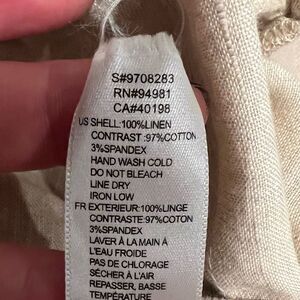 S#9708283
RN#94981
CA#40198
US SHELL:100%LINEN
CONTRAST :97%COTTON
3%SPANDEX
HAND WASH COLD
DO NOT BLEACH
LINE DRY
IRON LOW
FR EXTERIEUR:100%LINGE
CONTRASTE:97%COTON
3%SPANDEX
LAVER À LA MAIN À
L'EAU FROIDE
PAS DE CHLORAGE
SÉCHER À L'AIR
REPASSER, BASSE
TEMPÉRATURE